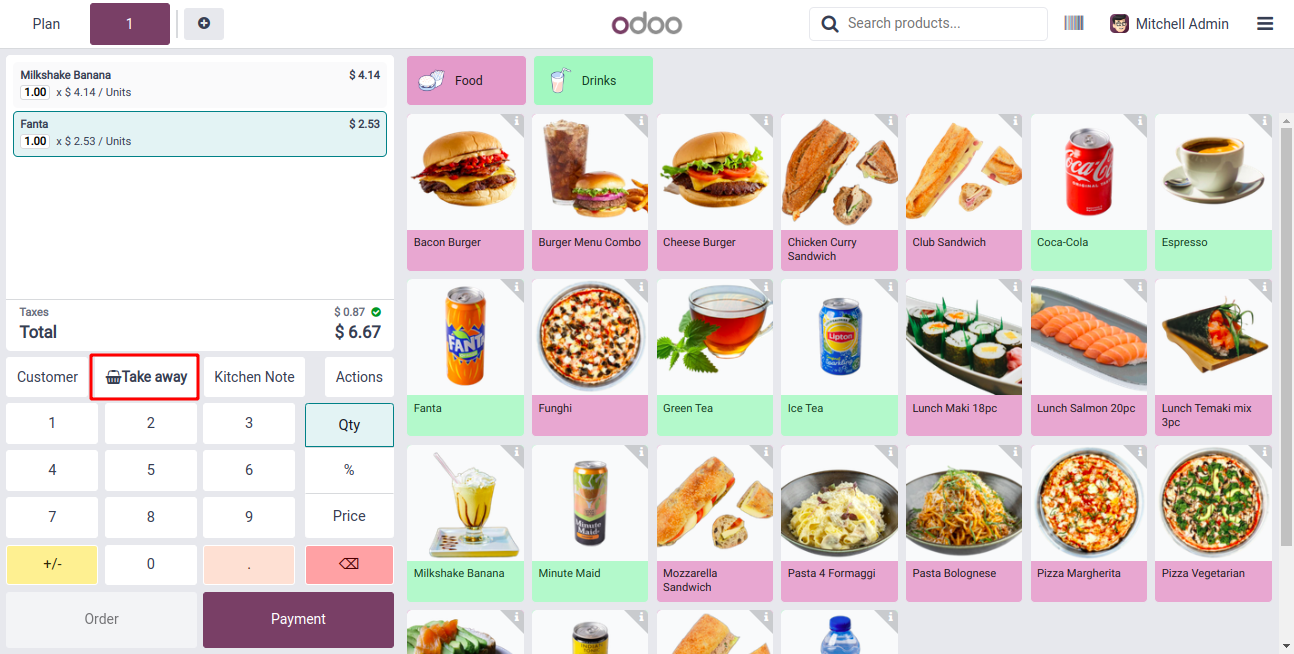 Plan
1
odoo
Search products...
Mitchell Admin
Milkshake Banana
$ 4.14
1.00 x $ 4.14 / Units
Fanta
$ 2.53
1.00 x $ 2.53 / Units
Taxes
$ 0.87
Total
$ 6.67
Customer
Take away
Kitchen Note
Actions
1
2
3
Qty
4
5
6
%
7
8
9
Price
+/-
0
.
Order
Payment
Food
Drinks
Bacon Burger
Burger Menu Combo
Cheese Burger
Chicken Curry
Sandwich
Club Sandwich
Coca-Cola
Espresso
FANTA
Lipton
Fanta
Funghi
Green Tea
Ice Tea
Lunch Maki 18pc
Lunch Salmon 20pc
Lunch Temaki mix
3pc
Minute
Maid
Milkshake Banana
Minute Maid
Mozzarella
Sandwich
Pasta 4 Formaggi
Pasta Bolognese
Pizza Margherita
Pizza Vegetarian